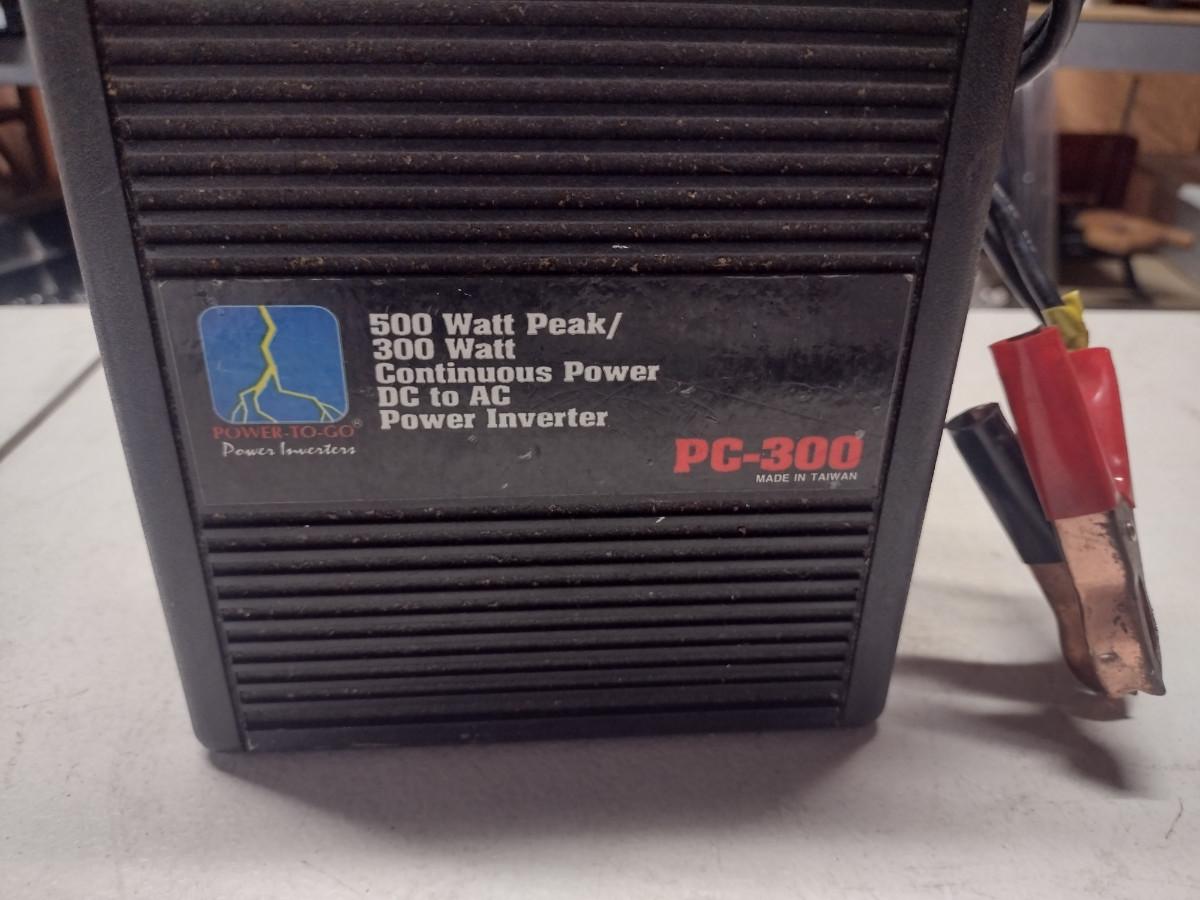 500 Watt Peak/
300 Watt
Continuous Power
DC to AC
Power Inverter
POWER-TO-GO®
Power Inverters
PC-300
MADE IN TAIWAN